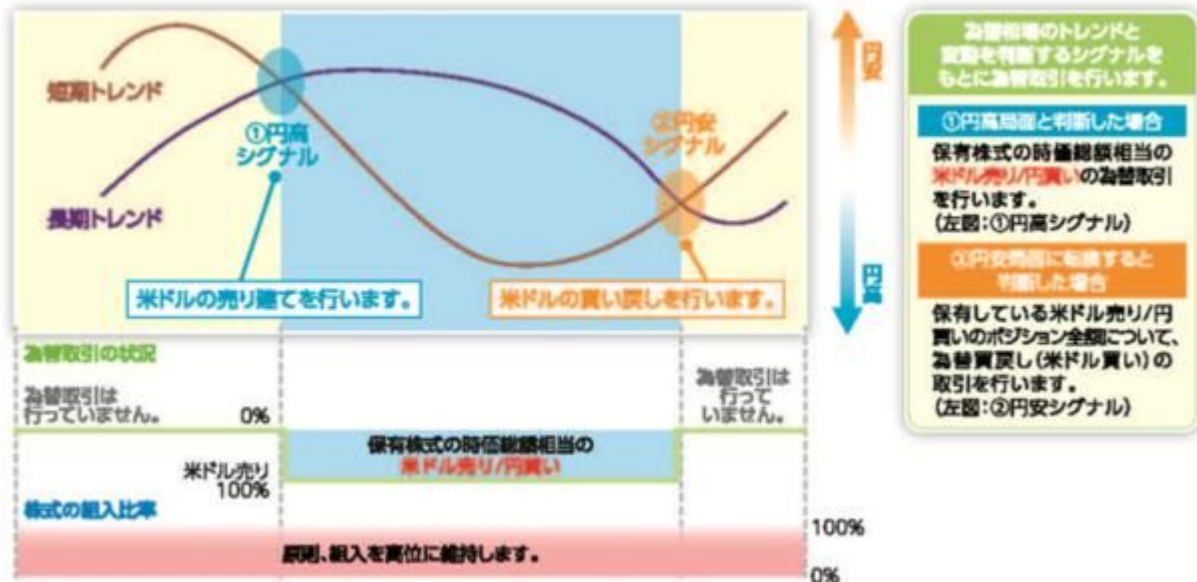 短期トレンド
長期トレンド
①円高
シグナル
②円安
シグナル
米ドルの売り建てを行います。
米ドルの買い戻しを行います。
円安
円高
為替相場のトレンドと
変動を判断するシグナルを
もとに為替取引を行います。
①円高局面と判断した場合
保有株式の時価総額相当の
米ドル売り/円買いの為替取引
を行います。
(左図:①円高シグナル)
②円安局面に転換すると
判断した場合
保有している米ドル売り/円
買いのポジション全額について、
為替買戻し(米ドル買い)の
取引を行います。
(左図:②円安シグナル)
為替取引の状況
為替取引は
行っていません。
0%
為替取引は
行って
いません。
保有株式の時価総額相当の
米ドル売り/円買い
米ドル売り
100%
株式の組入比率
原則、組入を高位に維持します。
100%
0%